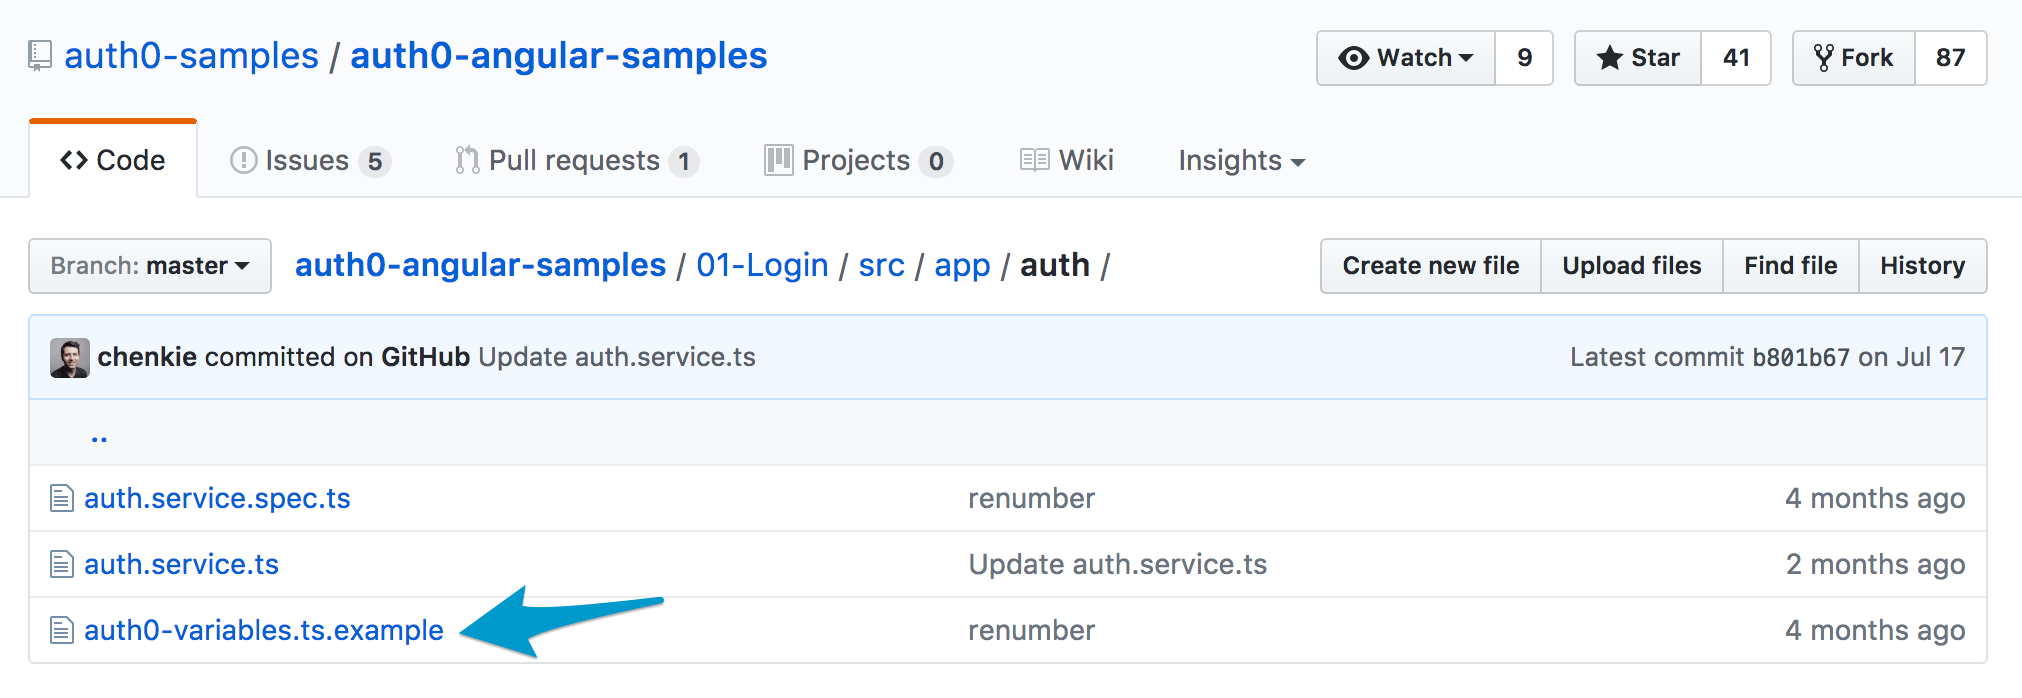 auth0-samples / auth0-angular-samples
Watch 9 Star 41 Fork 87
Code Issues 5 Pull requests 1 Projects 0 Wiki Insights
Branch: master auth0-angular-samples / 01-Login / src / app / auth / Create new file Upload files Find file History
chenkie committed on GitHub Update auth.service.ts Latest commit b801b67 on Jul 17
..
auth.service.spec.ts renumber 4 months ago
auth.service.ts Update auth.service.ts 2 months ago
auth0-variables.ts.example renumber 4 months ago